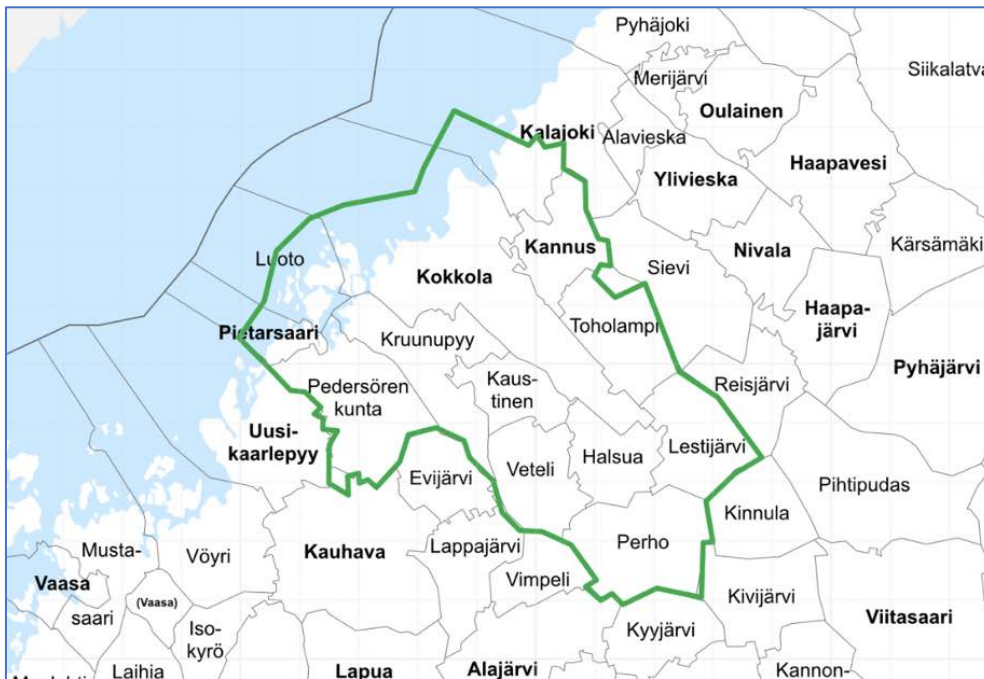 Pyhäjoki
Siikalatva
Merijärvi
Oulainen
Kalajoki
Alavieska
Haapavesi
Ylivieska
Kannus
Nivala
Kärsämäki
Luoto
Kokkola
Sievi
Haapa-
järvi
Pietarsaari
Kruunupyy
Toholampi
Pyhäjärvi
Pedersören
kunta
Kaus-
tinen
Reisjärvi
Uusi-
kaarlepyy
Evijärvi
Veteli
Halsua
Lestijärvi
Pihtipudas
Kinnula
Musta-
saari
Vöyri
Kauhava
Lappajärvi
Perho
Vaasa
(Vaasa)
Vimpeli
Kivijärvi
Viitasaari
Iso-
kyrö
Kyyjärvi
Laihia
Lapua
Alajärvi
Kannon-